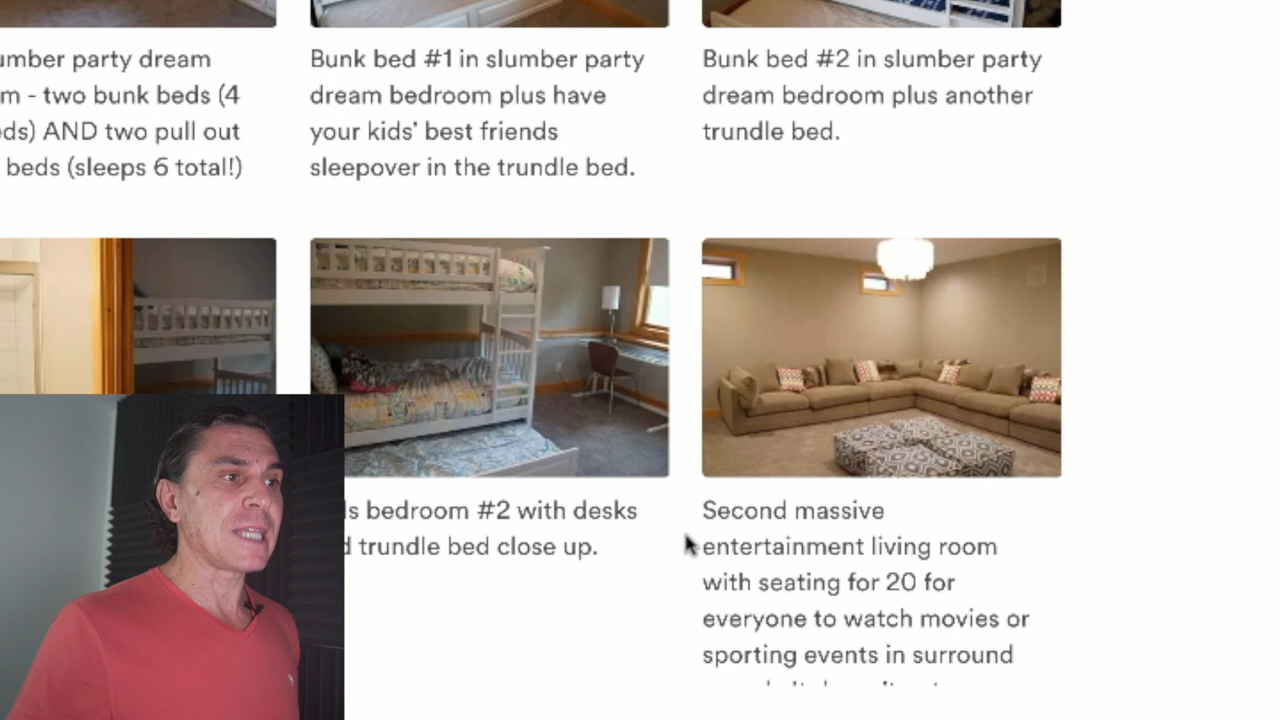 umber party dream
m - two bunk beds (4
eds) AND two pull out
beds (sleeps 6 total!)
Bunk bed #1 in slumber party
dream bedroom plus have
your kids' best friends
sleepover in the trundle bed.
Bunk bed #2 in slumber party
dream bedroom plus another
trundle bed.
ls bedroom #2 with desks
d trundle bed close up.
Second massive
entertainment living room
with seating for 20 for
everyone to watch movies or
sporting events in surround